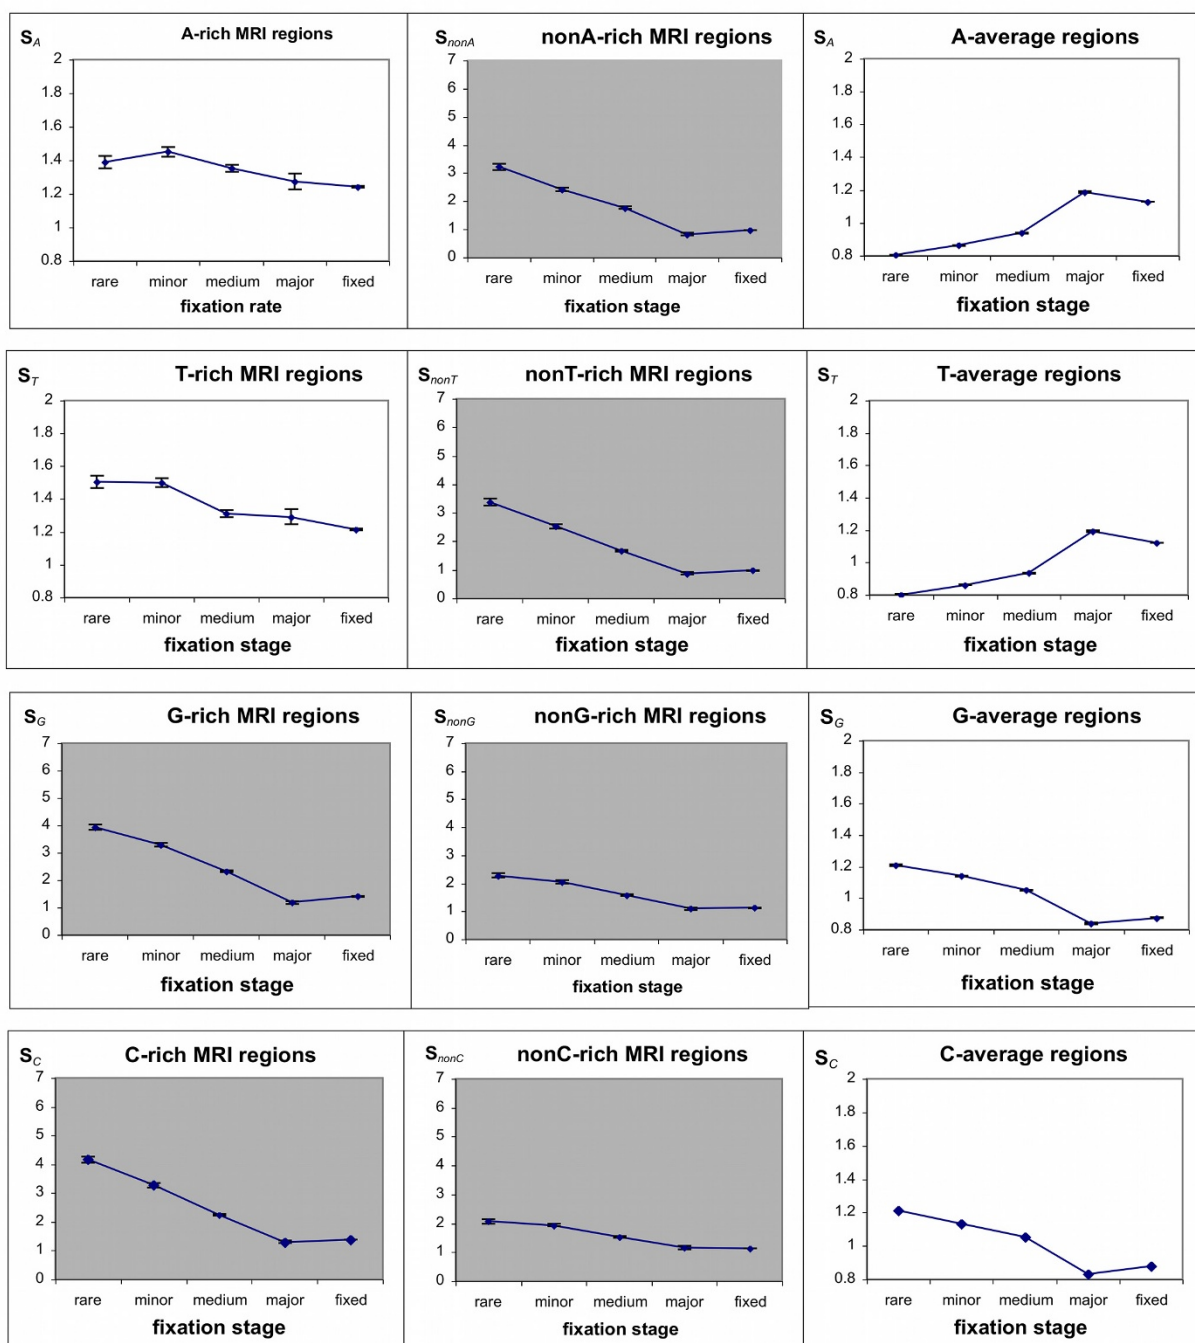 S_A A-rich MRI regions
2
1.8
1.6
1.4
1.2
1
0.8
rare minor medium major fixed
fixation rate
S_nonA nonA-rich MRI regions
7
6
5
4
3
2
1
0
rare minor medium major fixed
fixation stage
S_A A-average regions
2
1.8
1.6
1.4
1.2
1
0.8
rare minor medium major fixed
fixation stage
S_T T-rich MRI regions
2
1.8
1.6
1.4
1.2
1
0.8
rare minor medium major fixed
fixation stage
S_nonT nonT-rich MRI regions
7
6
5
4
3
2
1
0
rare minor medium major fixed
fixation stage
S_T T-average regions
2
1.8
1.6
1.4
1.2
1
0.8
rare minor medium major fixed
fixation stage
S_G G-rich MRI regions
7
6
5
4
3
2
1
0
rare minor medium major fixed
fixation stage
S_nonG nonG-rich MRI regions
7
6
5
4
3
2
1
0
rare minor medium major fixed
fixation stage
S_G G-average regions
2
1.8
1.6
1.4
1.2
1
0.8
rare minor medium major fixed
fixation stage
S_C C-rich MRI regions
7
6
5
4
3
2
1
0
rare minor medium major fixed
fixation stage
S_nonC nonC-rich MRI regions
7
6
5
4
3
2
1
0
rare minor medium major fixed
fixation stage
S_C C-average regions
2
1.8
1.6
1.4
1.2
1
0.8
rare minor medium major fixed
fixation stage